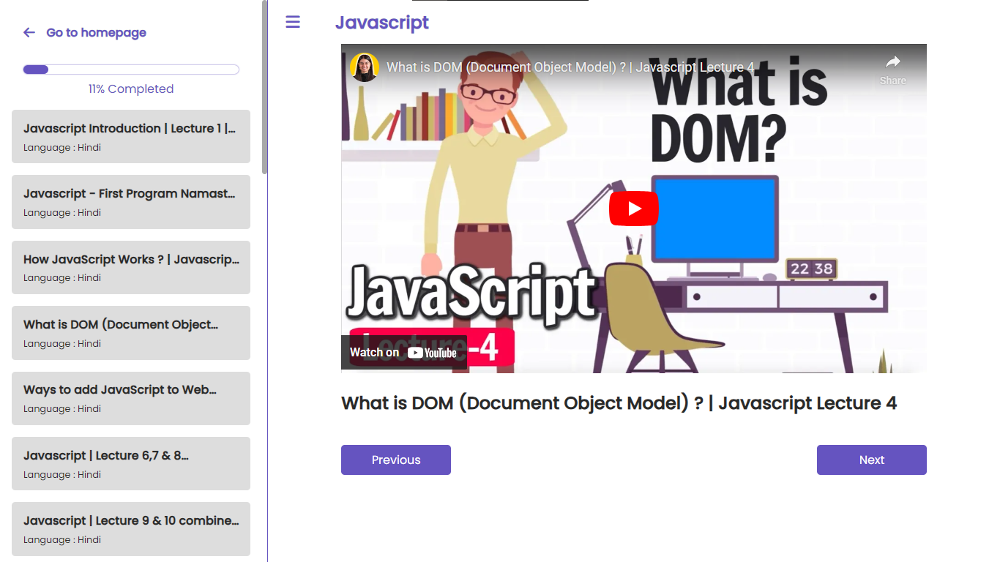 Go to homepage
11% Completed
Javascript Introduction | Lecture 1 |...
Language : Hindi
Javascript - First Program Namast...
Language : Hindi
How JavaScript Works ? | Javascrip...
Language : Hindi
What is DOM (Document Object...
Language : Hindi
Ways to add JavaScript to Web...
Language : Hindi
Javascript | Lecture 6,7 & 8...
Language : Hindi
Javascript | Lecture 9 & 10 combine...
Language : Hindi
Javascript
What is DOM (Document Object Model) ? | Javascript Lecture 4
Share
What is
DOM?
22 38
JavaScript
Lecture-4
Watch on YouTube
What is DOM (Document Object Model) ? | Javascript Lecture 4
Previous
Next